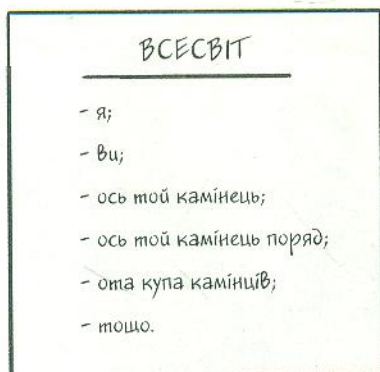 ВСЕСВІТ
- я;
- ви;
- ось той камінець;
- ось той камінець поряд;
- ота купа камінців;
- тощо.